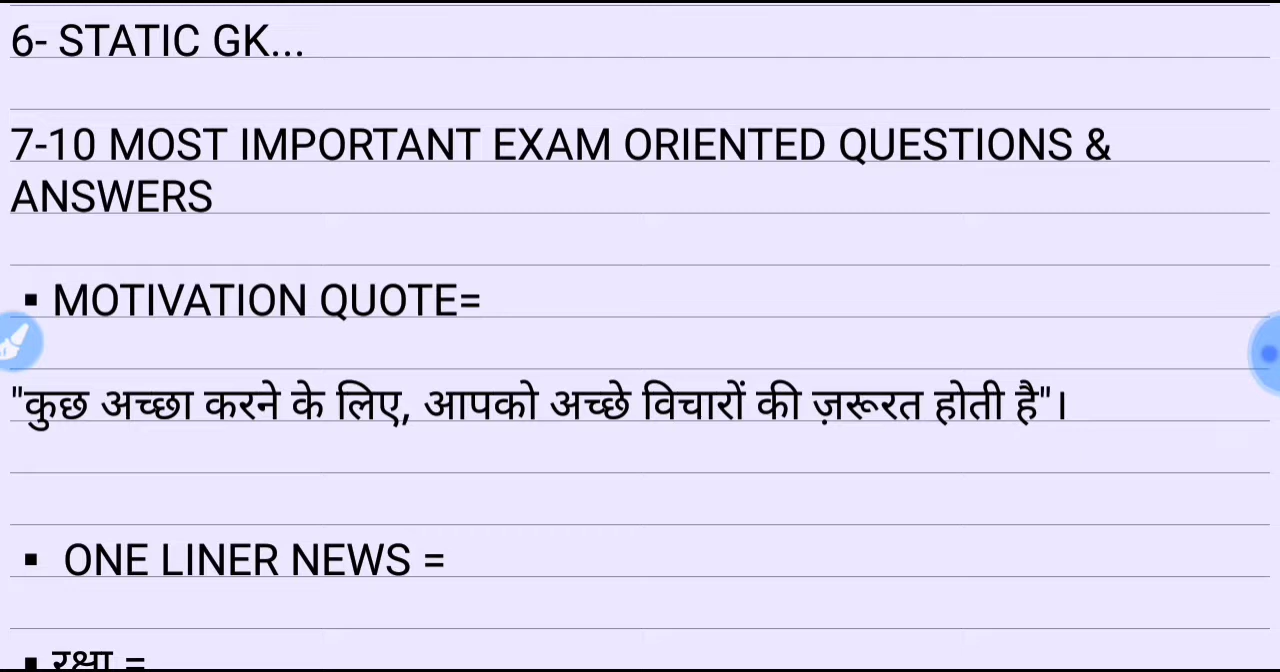 6- STATIC GK...
7-10 MOST IMPORTANT EXAM ORIENTED QUESTIONS &
ANSWERS
▪ MOTIVATION QUOTE=
"कुछ अच्छा करने के लिए, आपको अच्छे विचारों की ज़रूरत होती है"।
▪ ONE LINER NEWS =
▪ रक्षा =